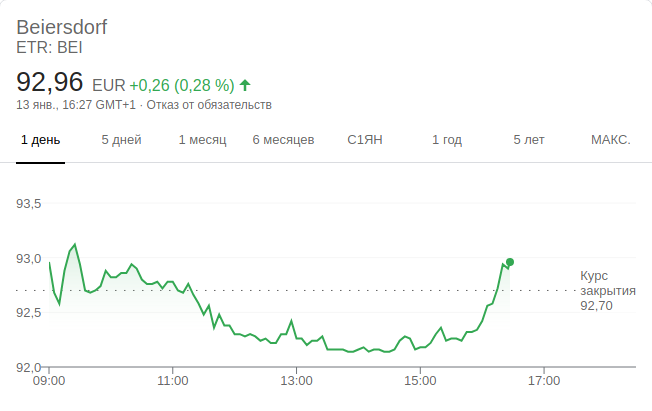 Beiersdorf
ETR: BEI
92,96 EUR +0,26 (0,28 %)
13 янв., 16:27 GMT+1 · Отказ от обязательств
1 день 5 дней 1 месяц 6 месяцев С1ЯН 1 год 5 лет МАКС.
93,5
93,0
Курс
закрытия
92,70
92,5
92,0
09:00 11:00 13:00 15:00 17:00